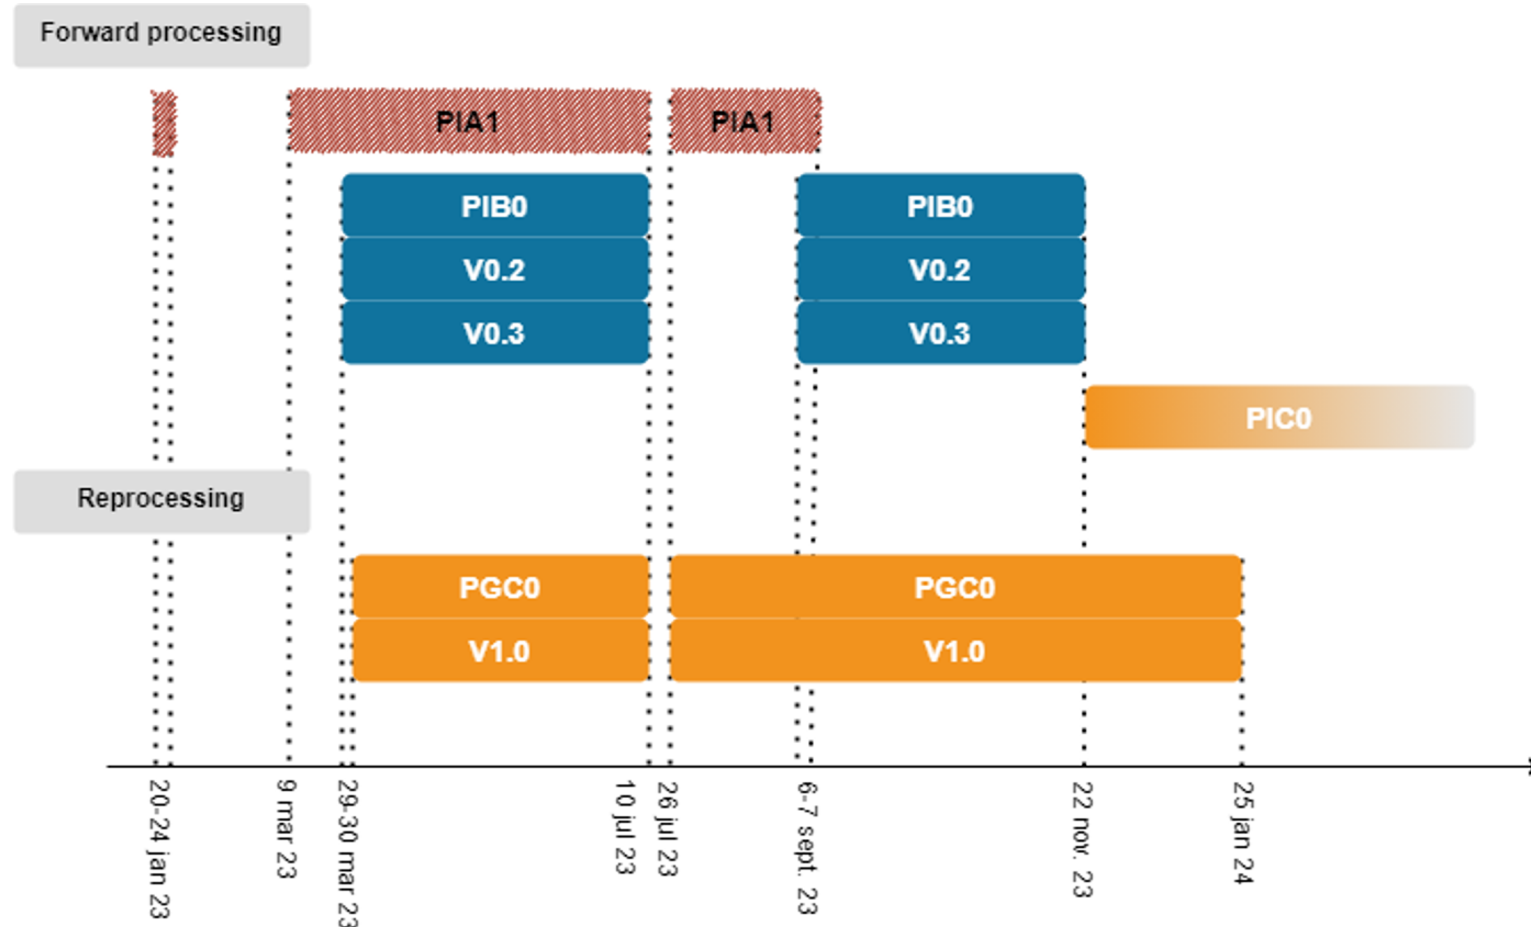 Forward processing
PIA1
PIA1
PIB0
PIB0
V0.2
V0.2
V0.3
V0.3
PIC0
Reprocessing
PGC0
PGC0
V1.0
V1.0
20-24 jan 23
9 mar 23
29-30 mar 23
10 jul 23
26 jul 23
6-7 sept. 23
22 nov. 23
25 jan 24